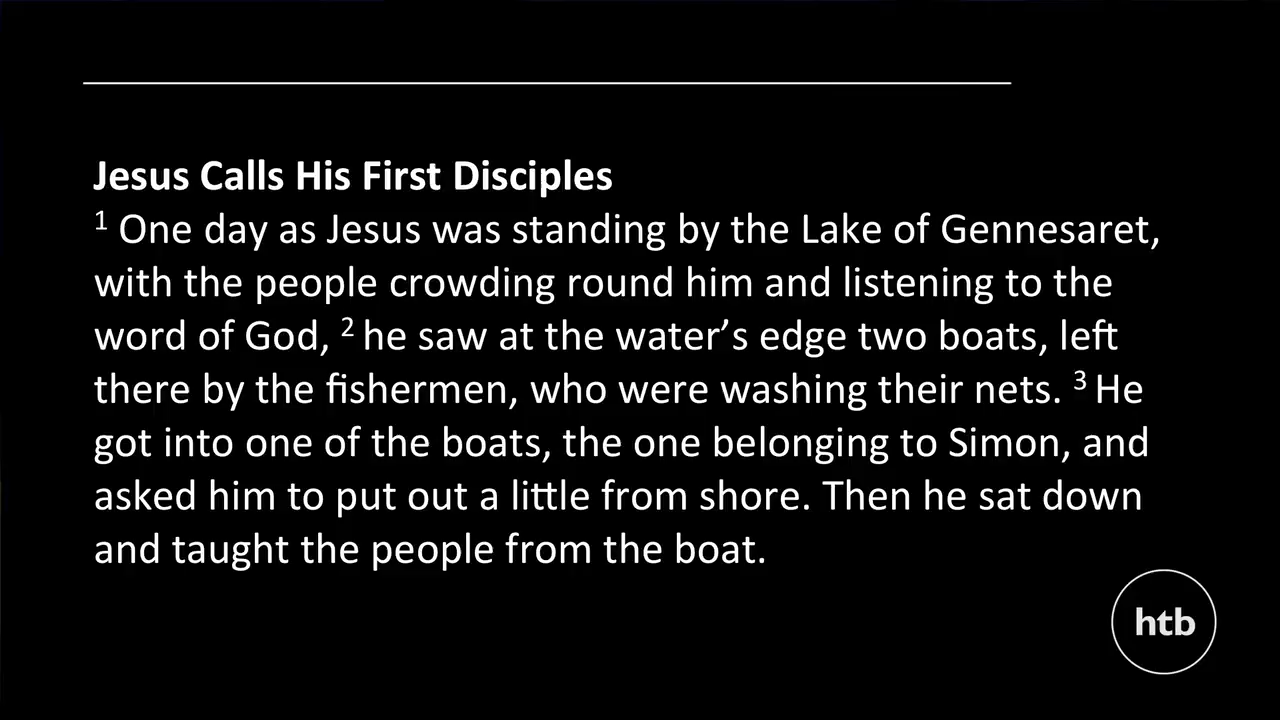 Jesus Calls His First Disciples
1 One day as Jesus was standing by the Lake of Gennesaret,
with the people crowding round him and listening to the
word of God, 2 he saw at the water’s edge two boats, left
there by the fishermen, who were washing their nets. 3 He
got into one of the boats, the one belonging to Simon, and
asked him to put out a little from shore. Then he sat down
and taught the people from the boat.
htb